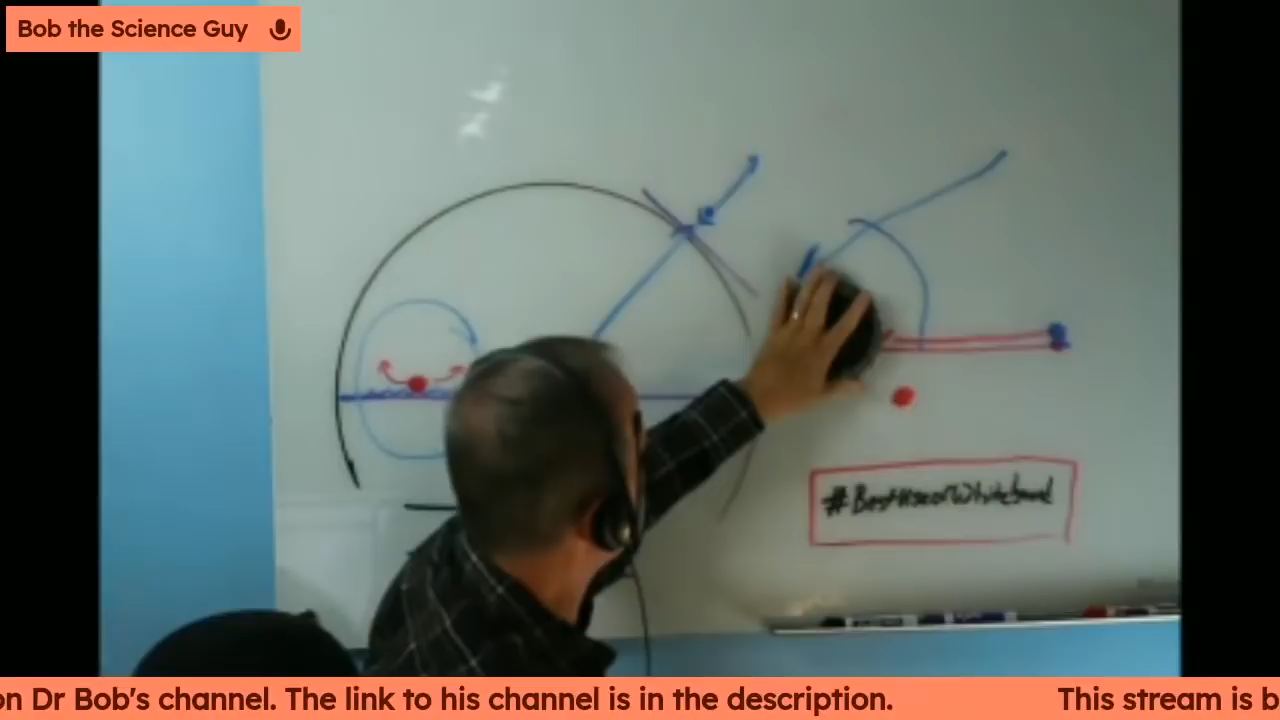 Bob the Science Guy
#BestUseofWhiteboard
on Dr Bob's channel. The link to his channel is in the description. This stream is b